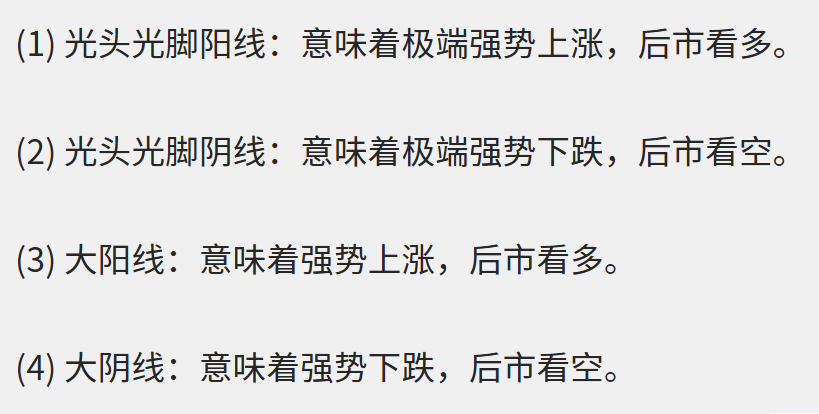 (1) 光头光脚阳线：意味着极端强势上涨，后市看多。
(2) 光头光脚阴线：意味着极端强势下跌，后市看空。
(3) 大阳线：意味着强势上涨，后市看多。
(4) 大阴线：意味着强势下跌，后市看空。